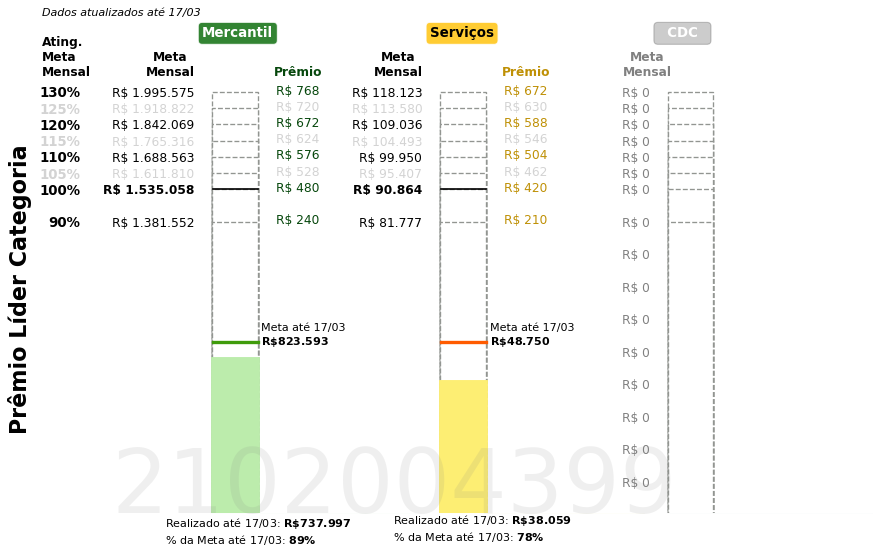 Dados atualizados até 17/03
Mercantil Serviços CDC
Ating. Meta Mensal
Meta Mensal Prêmio Meta Mensal Prêmio Meta Mensal
130% R$ 1.995.575 R$ 768 R$ 118.123 R$ 672 R$ 0
125% R$ 1.918.822 R$ 720 R$ 113.580 R$ 630 R$ 0
120% R$ 1.842.069 R$ 672 R$ 109.036 R$ 588 R$ 0
115% R$ 1.765.316 R$ 624 R$ 104.493 R$ 546 R$ 0
110% R$ 1.688.563 R$ 576 R$ 99.950 R$ 504 R$ 0
105% R$ 1.611.810 R$ 528 R$ 95.407 R$ 462 R$ 0
100% R$ 1.535.058 R$ 480 R$ 90.864 R$ 420 R$ 0
90% R$ 1.381.552 R$ 240 R$ 81.777 R$ 210 R$ 0
R$ 0
R$ 0
R$ 0
R$ 0
R$ 0
R$ 0
R$ 0
R$ 0
Meta até 17/03 Meta até 17/03
R$823.593 R$48.750
Prêmio Líder Categoria
2102004399
Realizado até 17/03: R$737.997 Realizado até 17/03: R$38.059
% da Meta até 17/03: 89% % da Meta até 17/03: 78%